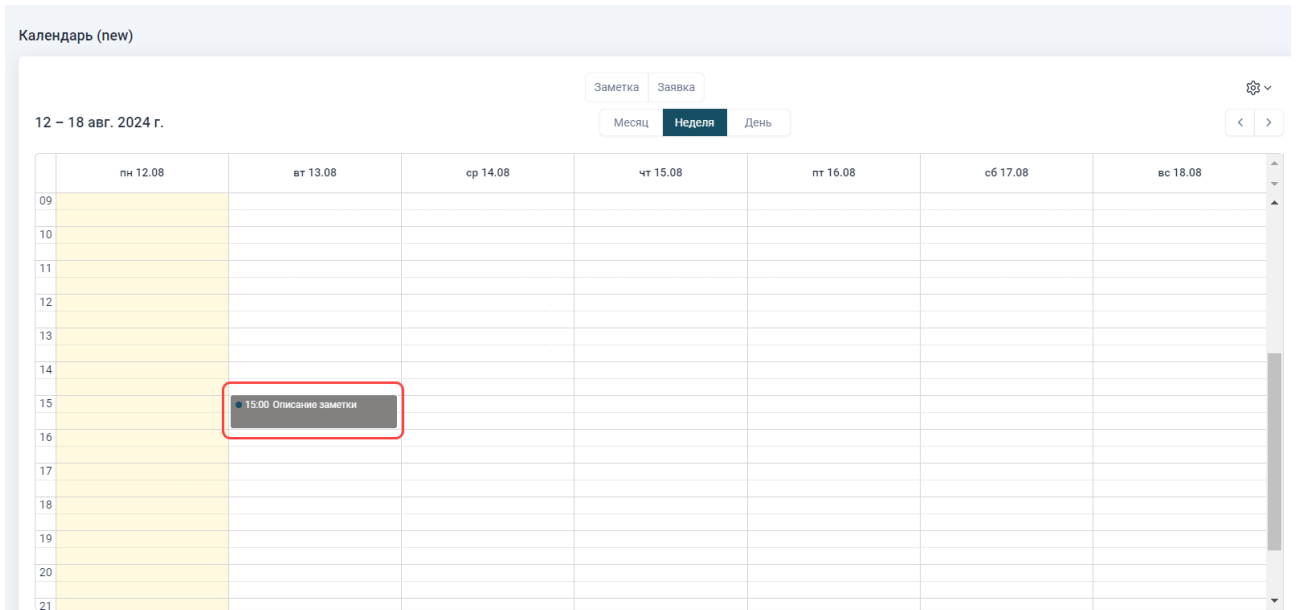 Календарь (new)
Заметка Заявка
12 – 18 авг. 2024 г. Месяц Неделя День
пн 12.08 вт 13.08 ср 14.08 чт 15.08 пт 16.08 сб 17.08 вс 18.08
09
10
11
12
13
14
15 15:00 Описание заметки
16
17
18
19
20
21